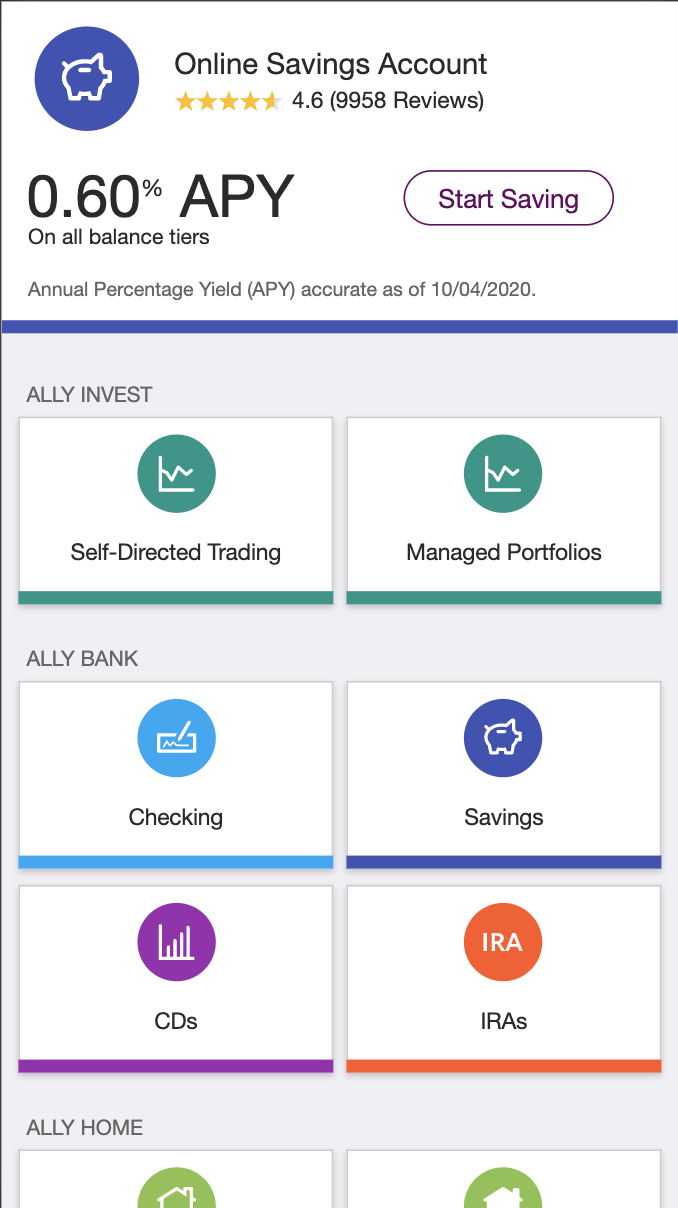 Online Savings Account
4.6 (9958 Reviews)
0.60% APY
Start Saving
On all balance tiers
Annual Percentage Yield (APY) accurate as of 10/04/2020.
ALLY INVEST
Self-Directed Trading
Managed Portfolios
ALLY BANK
Checking
Savings
CDs
IRA
IRAs
ALLY HOME